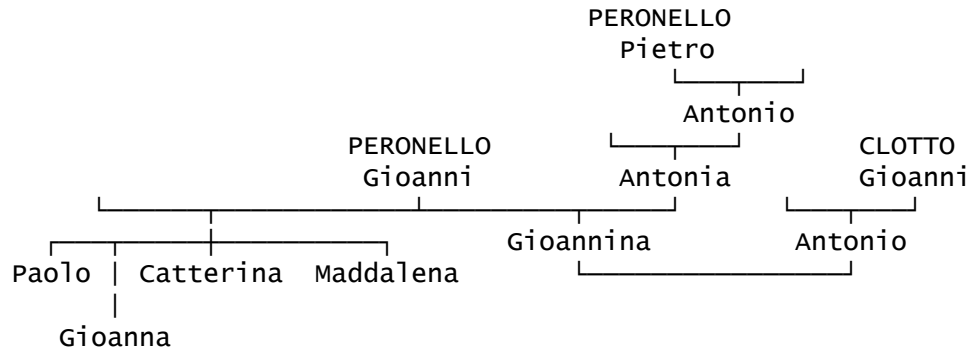 PERONELLO
Pietro
Antonio
PERONELLO CLOTTO
Gioanni Antonia Gioanni
Gioannina Antonio
Paolo Catterina Maddalena
Gioanna